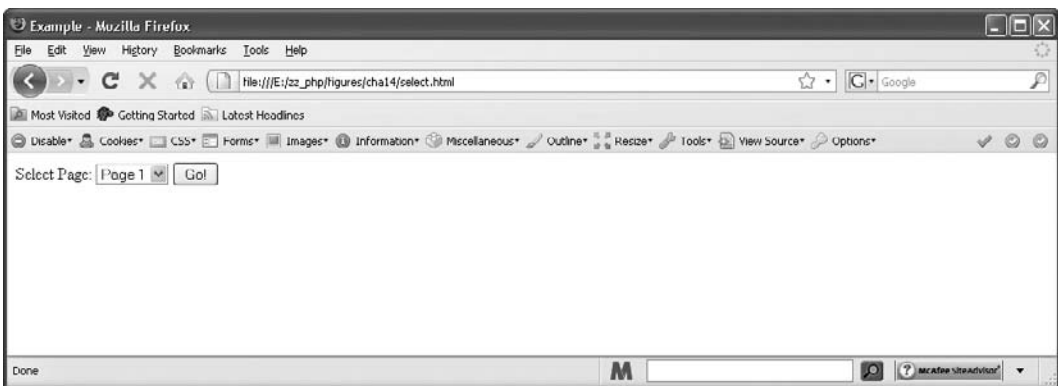 Example - Mozilla Firefox
File Edit View History Bookmarks Tools Help
file:///E:/zz_php/figures/cha14/select.html
G Google
Most Visited Getting Started Latest Headlines
Disable Cookies CSS Forms Images Information Miscellaneous Outline Resize Tools View Source Options
Select Page: Page 1 Go!
Done M McAfee SiteAdvisor